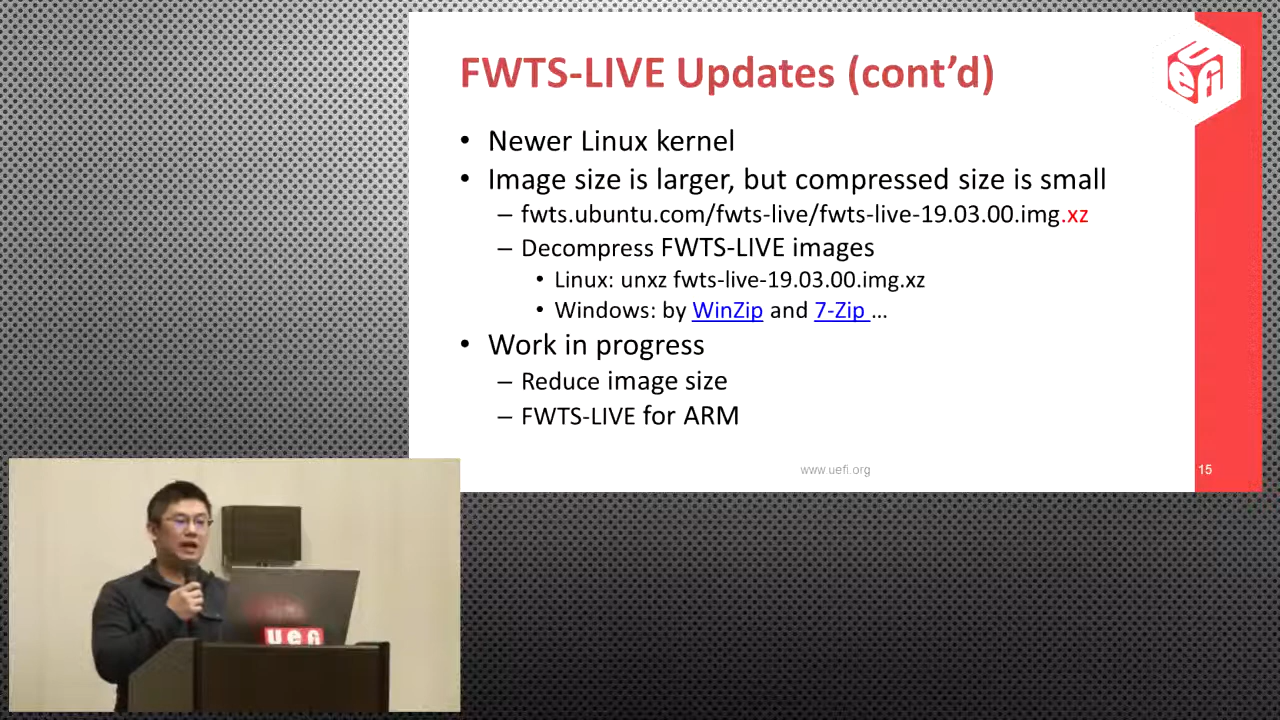 FWTS-LIVE Updates (cont’d)
uefi
• Newer Linux kernel
• Image size is larger, but compressed size is small
– fwts.ubuntu.com/fwts-live/fwts-live-19.03.00.img.xz
– Decompress FWTS-LIVE images
• Linux: unxz fwts-live-19.03.00.img.xz
• Windows: by WinZip and 7-Zip ...
• Work in progress
– Reduce image size
– FWTS-LIVE for ARM
www.uefi.org
15
uefi